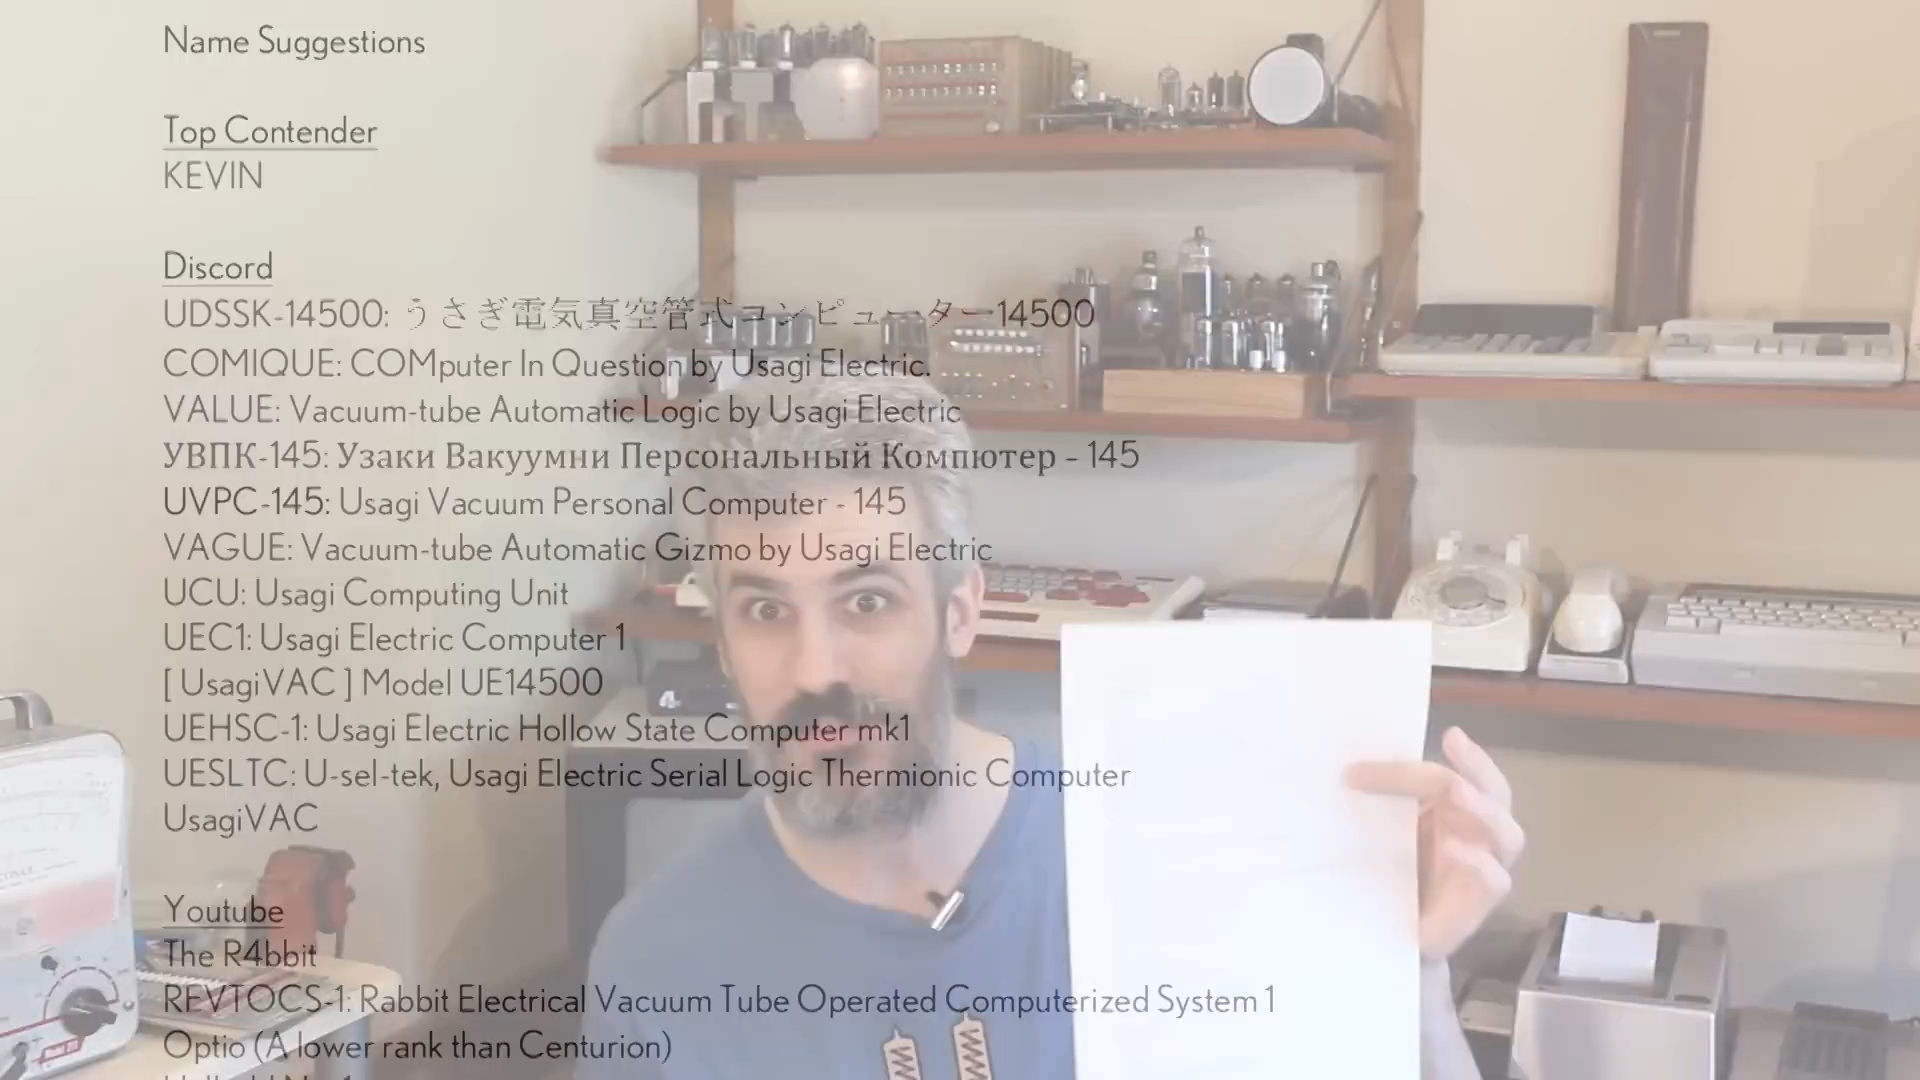 Name Suggestions
Top Contender
KEVIN
Discord
UDSSK-14500: うさぎ電気真空管式コンピューター14500
COMIQUE: COMputer In Question by Usagi Electric.
VALUE: Vacuum-tube Automatic Logic by Usagi Electric
УВПК-145: Узаки Вакуумни Персональный Компютер - 145
UVPC-145: Usagi Vacuum Personal Computer - 145
VAGUE: Vacuum-tube Automatic Gizmo by Usagi Electric
UCU: Usagi Computing Unit
UEC1: Usagi Electric Computer 1
[ UsagiVAC ] Model UE14500
UEHSC-1: Usagi Electric Hollow State Computer mk1
UESLTC: U-sel-tek, Usagi Electric Serial Logic Thermionic Computer
UsagiVAC
Youtube
The R4bbit
REVTOCS-1: Rabbit Electrical Vacuum Tube Operated Computerized System 1
Optio (A lower rank than Centurion)